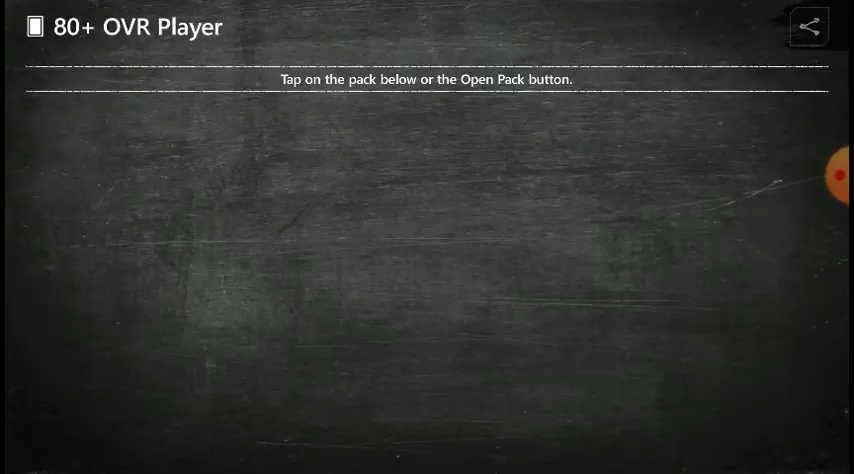 80+ OVR Player
Tap on the pack below or the Open Pack button.